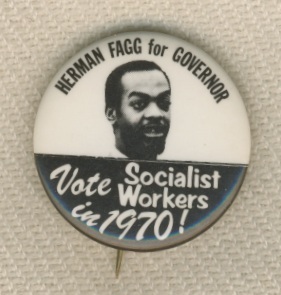 HERMAN FAGG for GOVERNOR
Vote Socialist
Workers
in 1970!